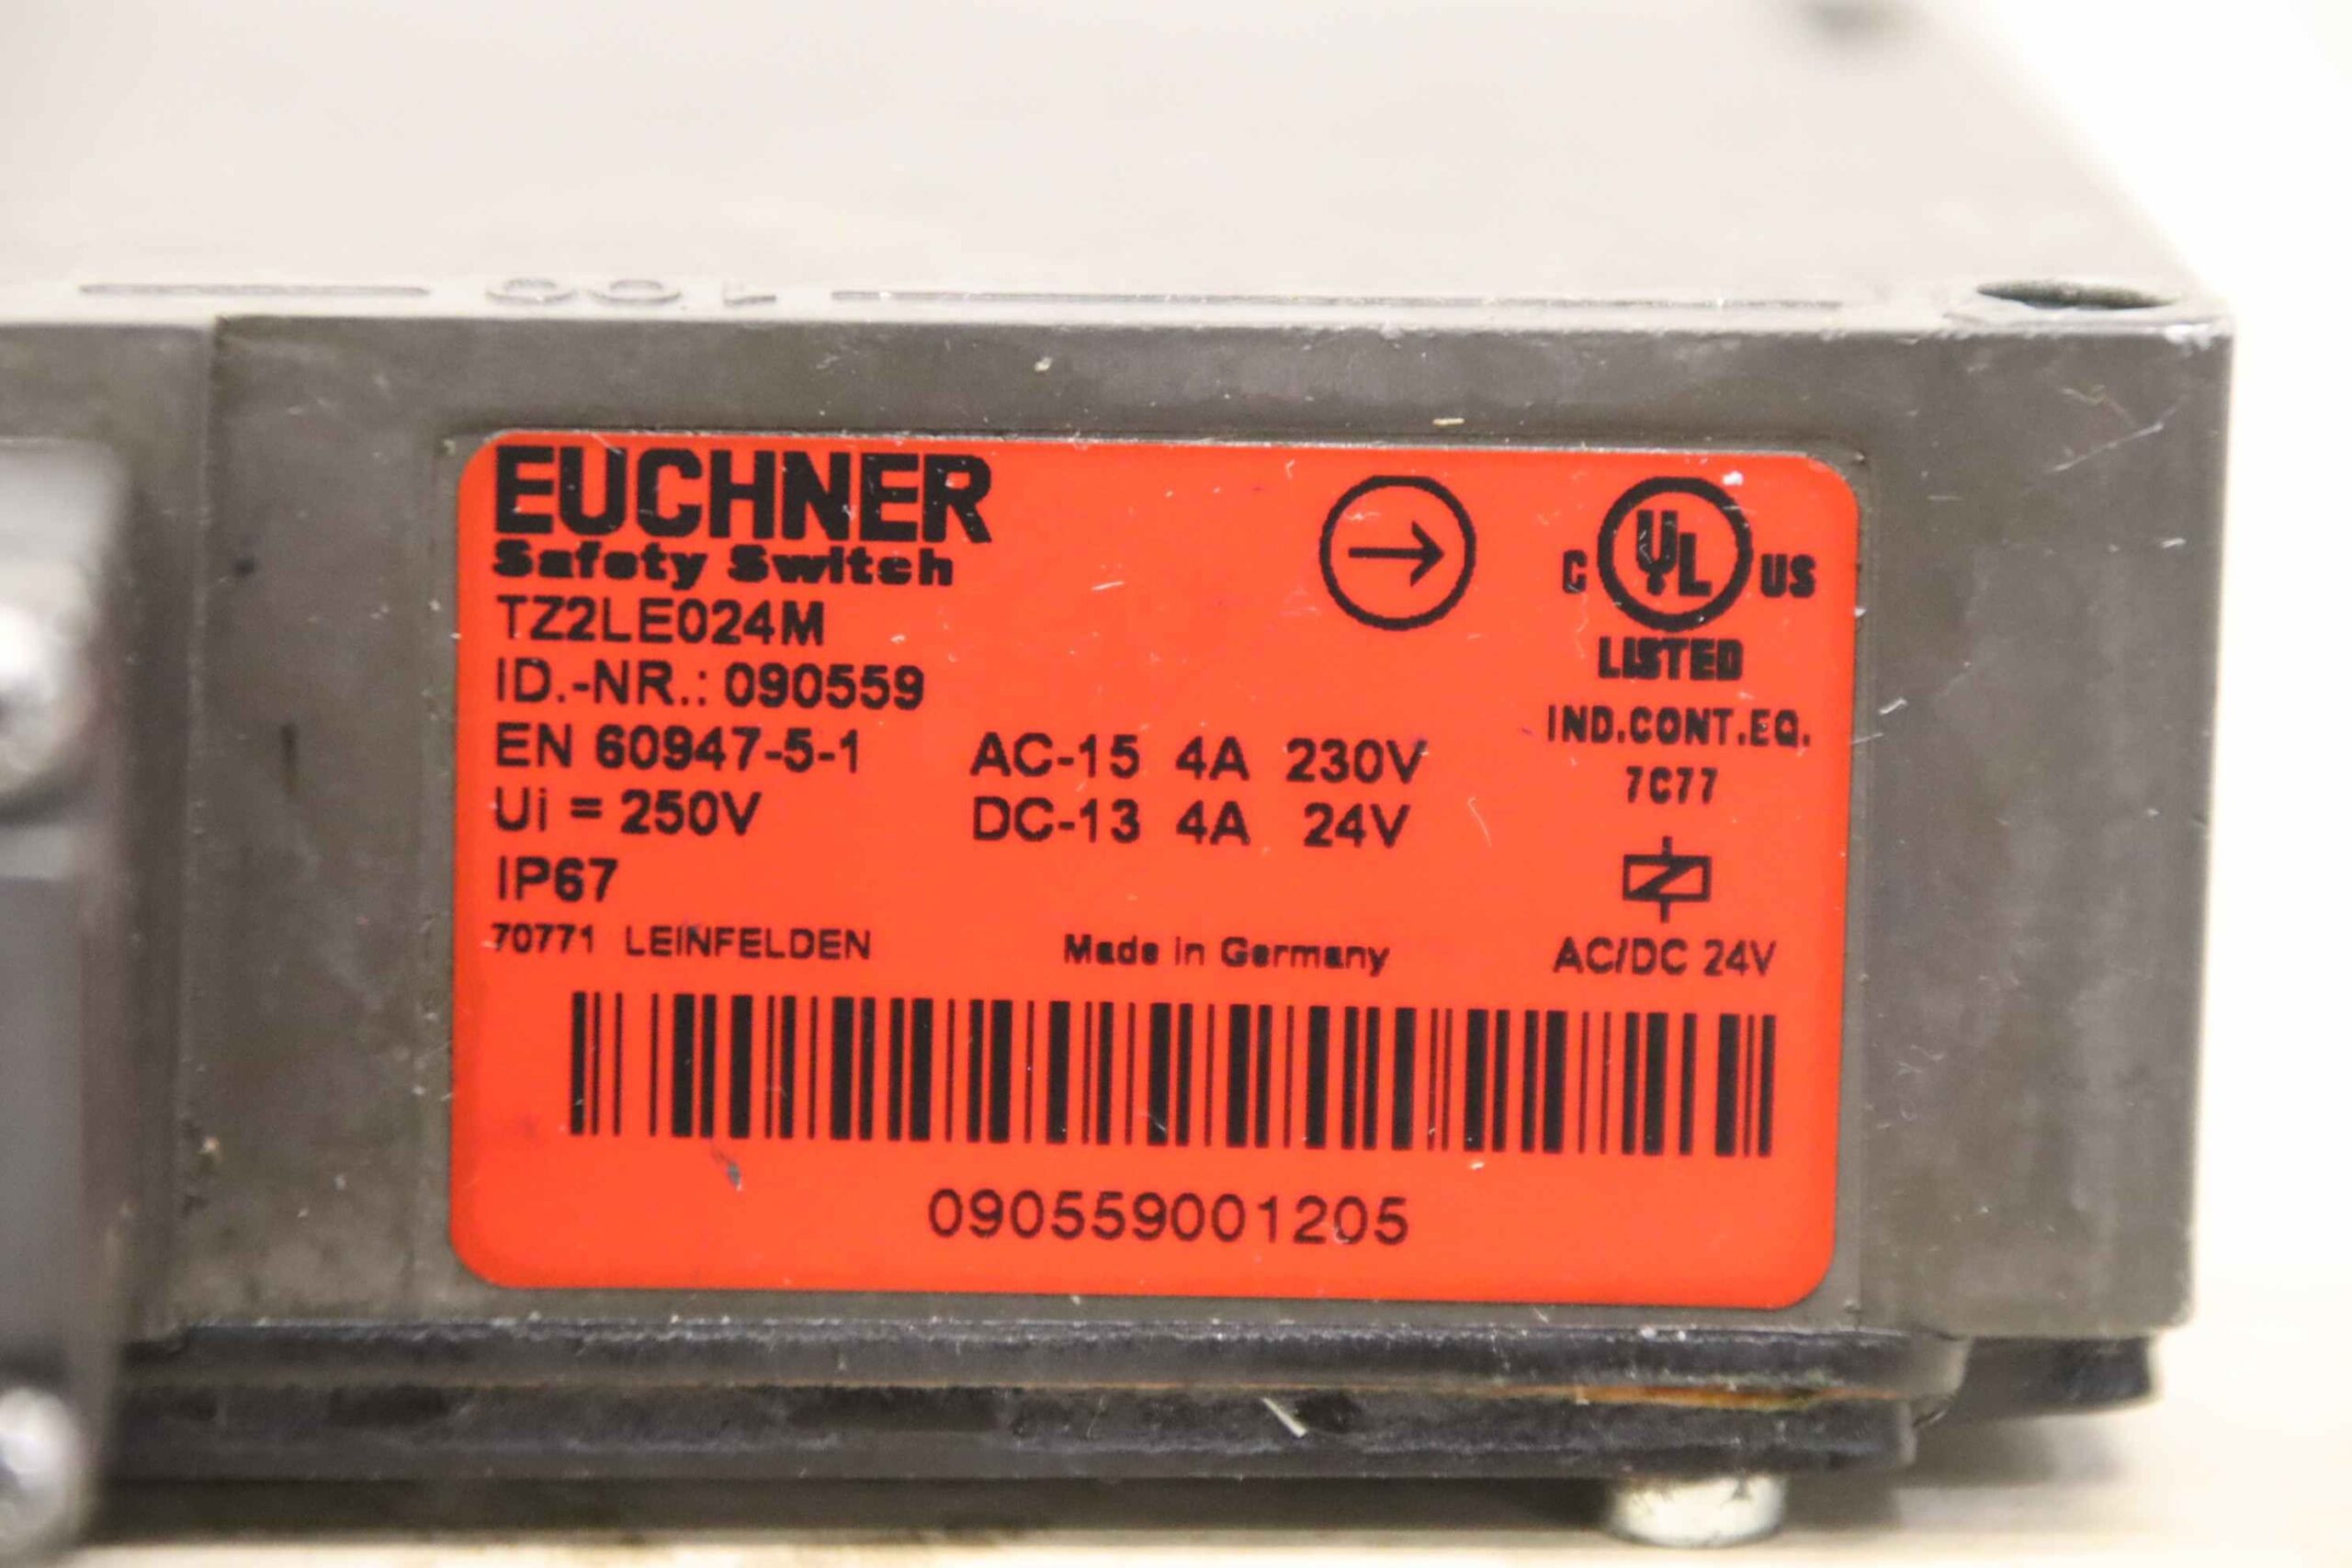 EUCHNER
Safety Switch
TZ2LE024M
ID.-NR.: 090559
EN 60947-5-1 AC-15 4A 230V
Ui = 250V DC-13 4A 24V
IP67
70771 LEINFELDEN Made in Germany
C UL US
LISTED
IND.CONT.EQ.
7C77
AC/DC 24V
090559001205